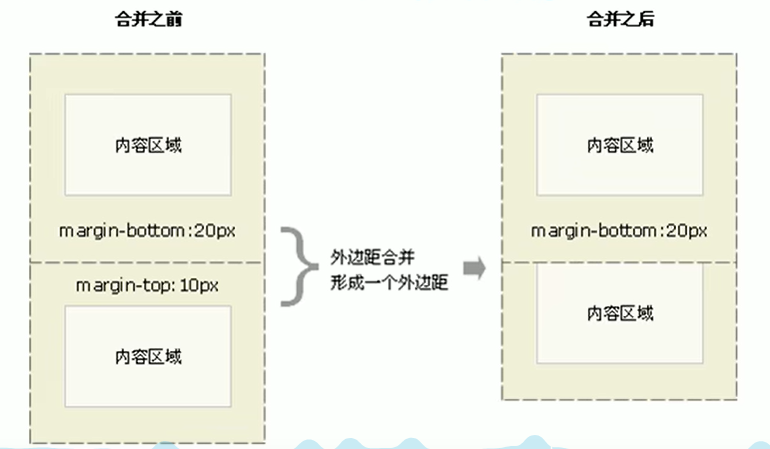 合并之前
合并之后
内容区域
内容区域
margin-bottom:20px
margin-bottom:20px
外边距合并
形成一个外边距
margin-top:10px
内容区域
内容区域